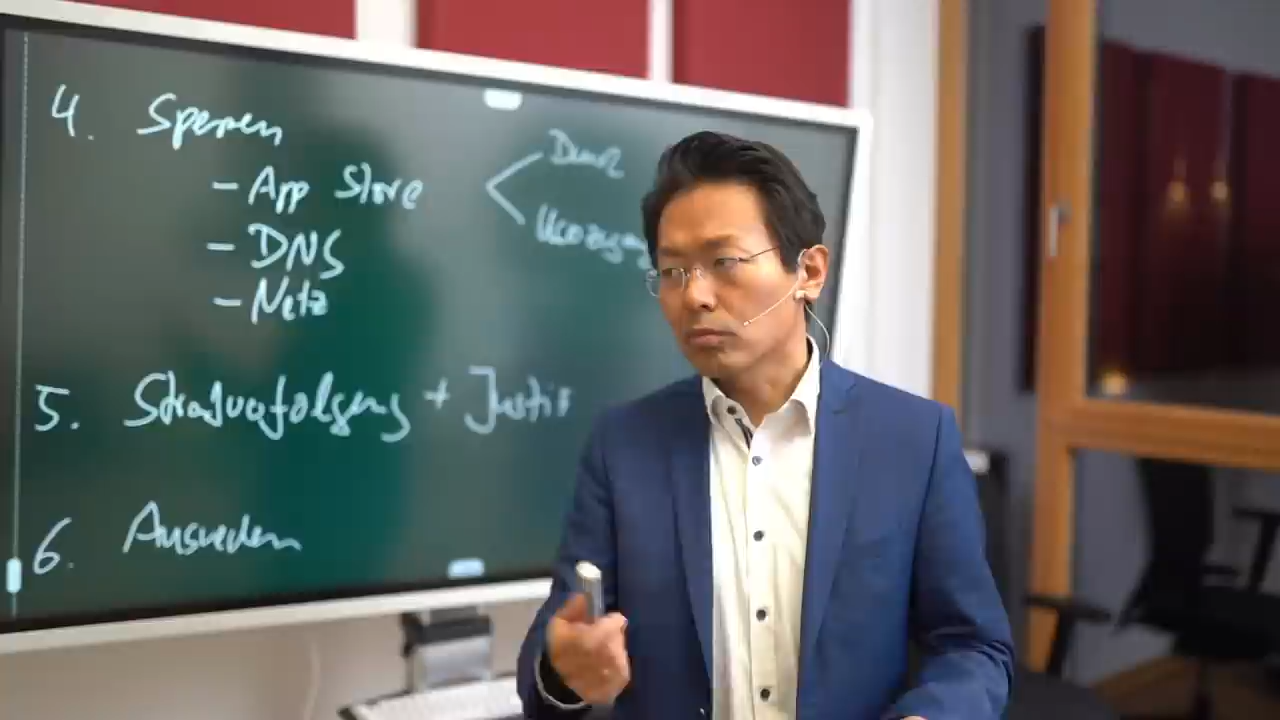 4. Sperren
- App Store
- DNS
- Netz
5. Strafverfolgung + Justiz
6. Ausreden